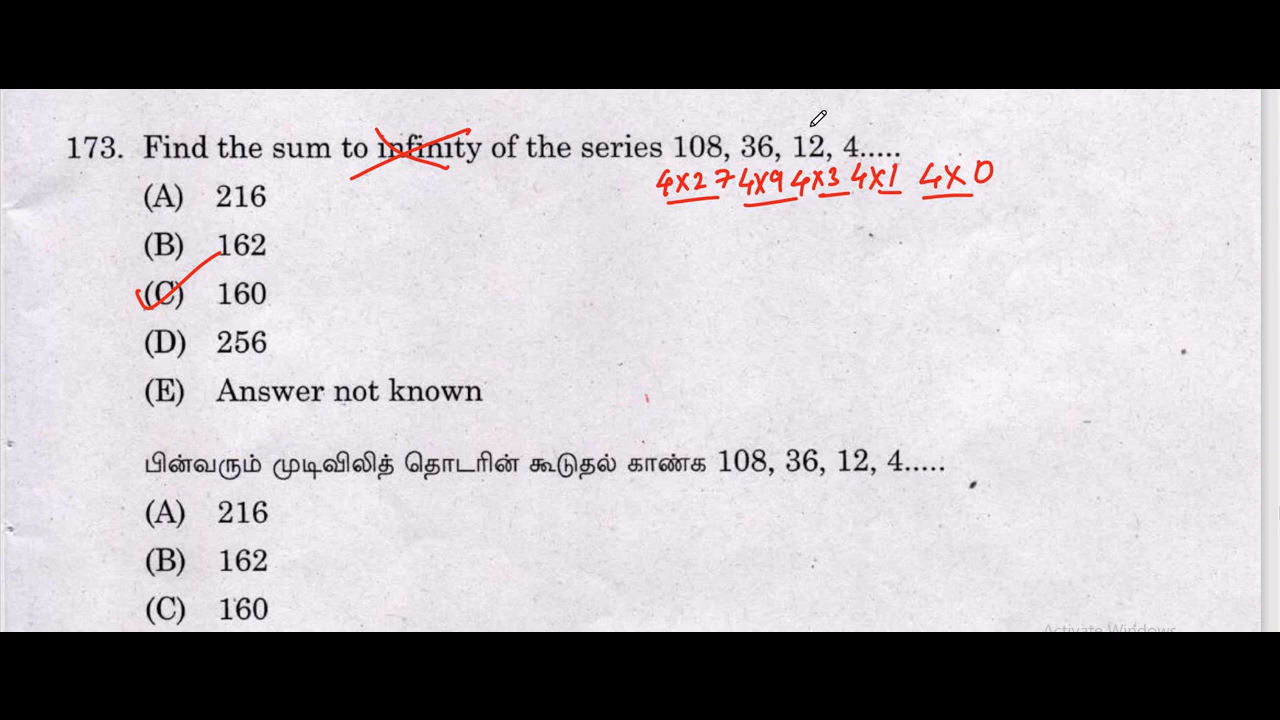 173. Find the sum to infinity of the series 108, 36, 12, 4.....
4×27 4×9 4×3 4×1 4×0
(A) 216
(B) 162
(C) 160
(D) 256
(E) Answer not known
பின்வரும் முடிவிலித் தொடரின் கூடுதல் காண்க 108, 36, 12, 4.....
(A) 216
(B) 162
(C) 160
Activate Windows